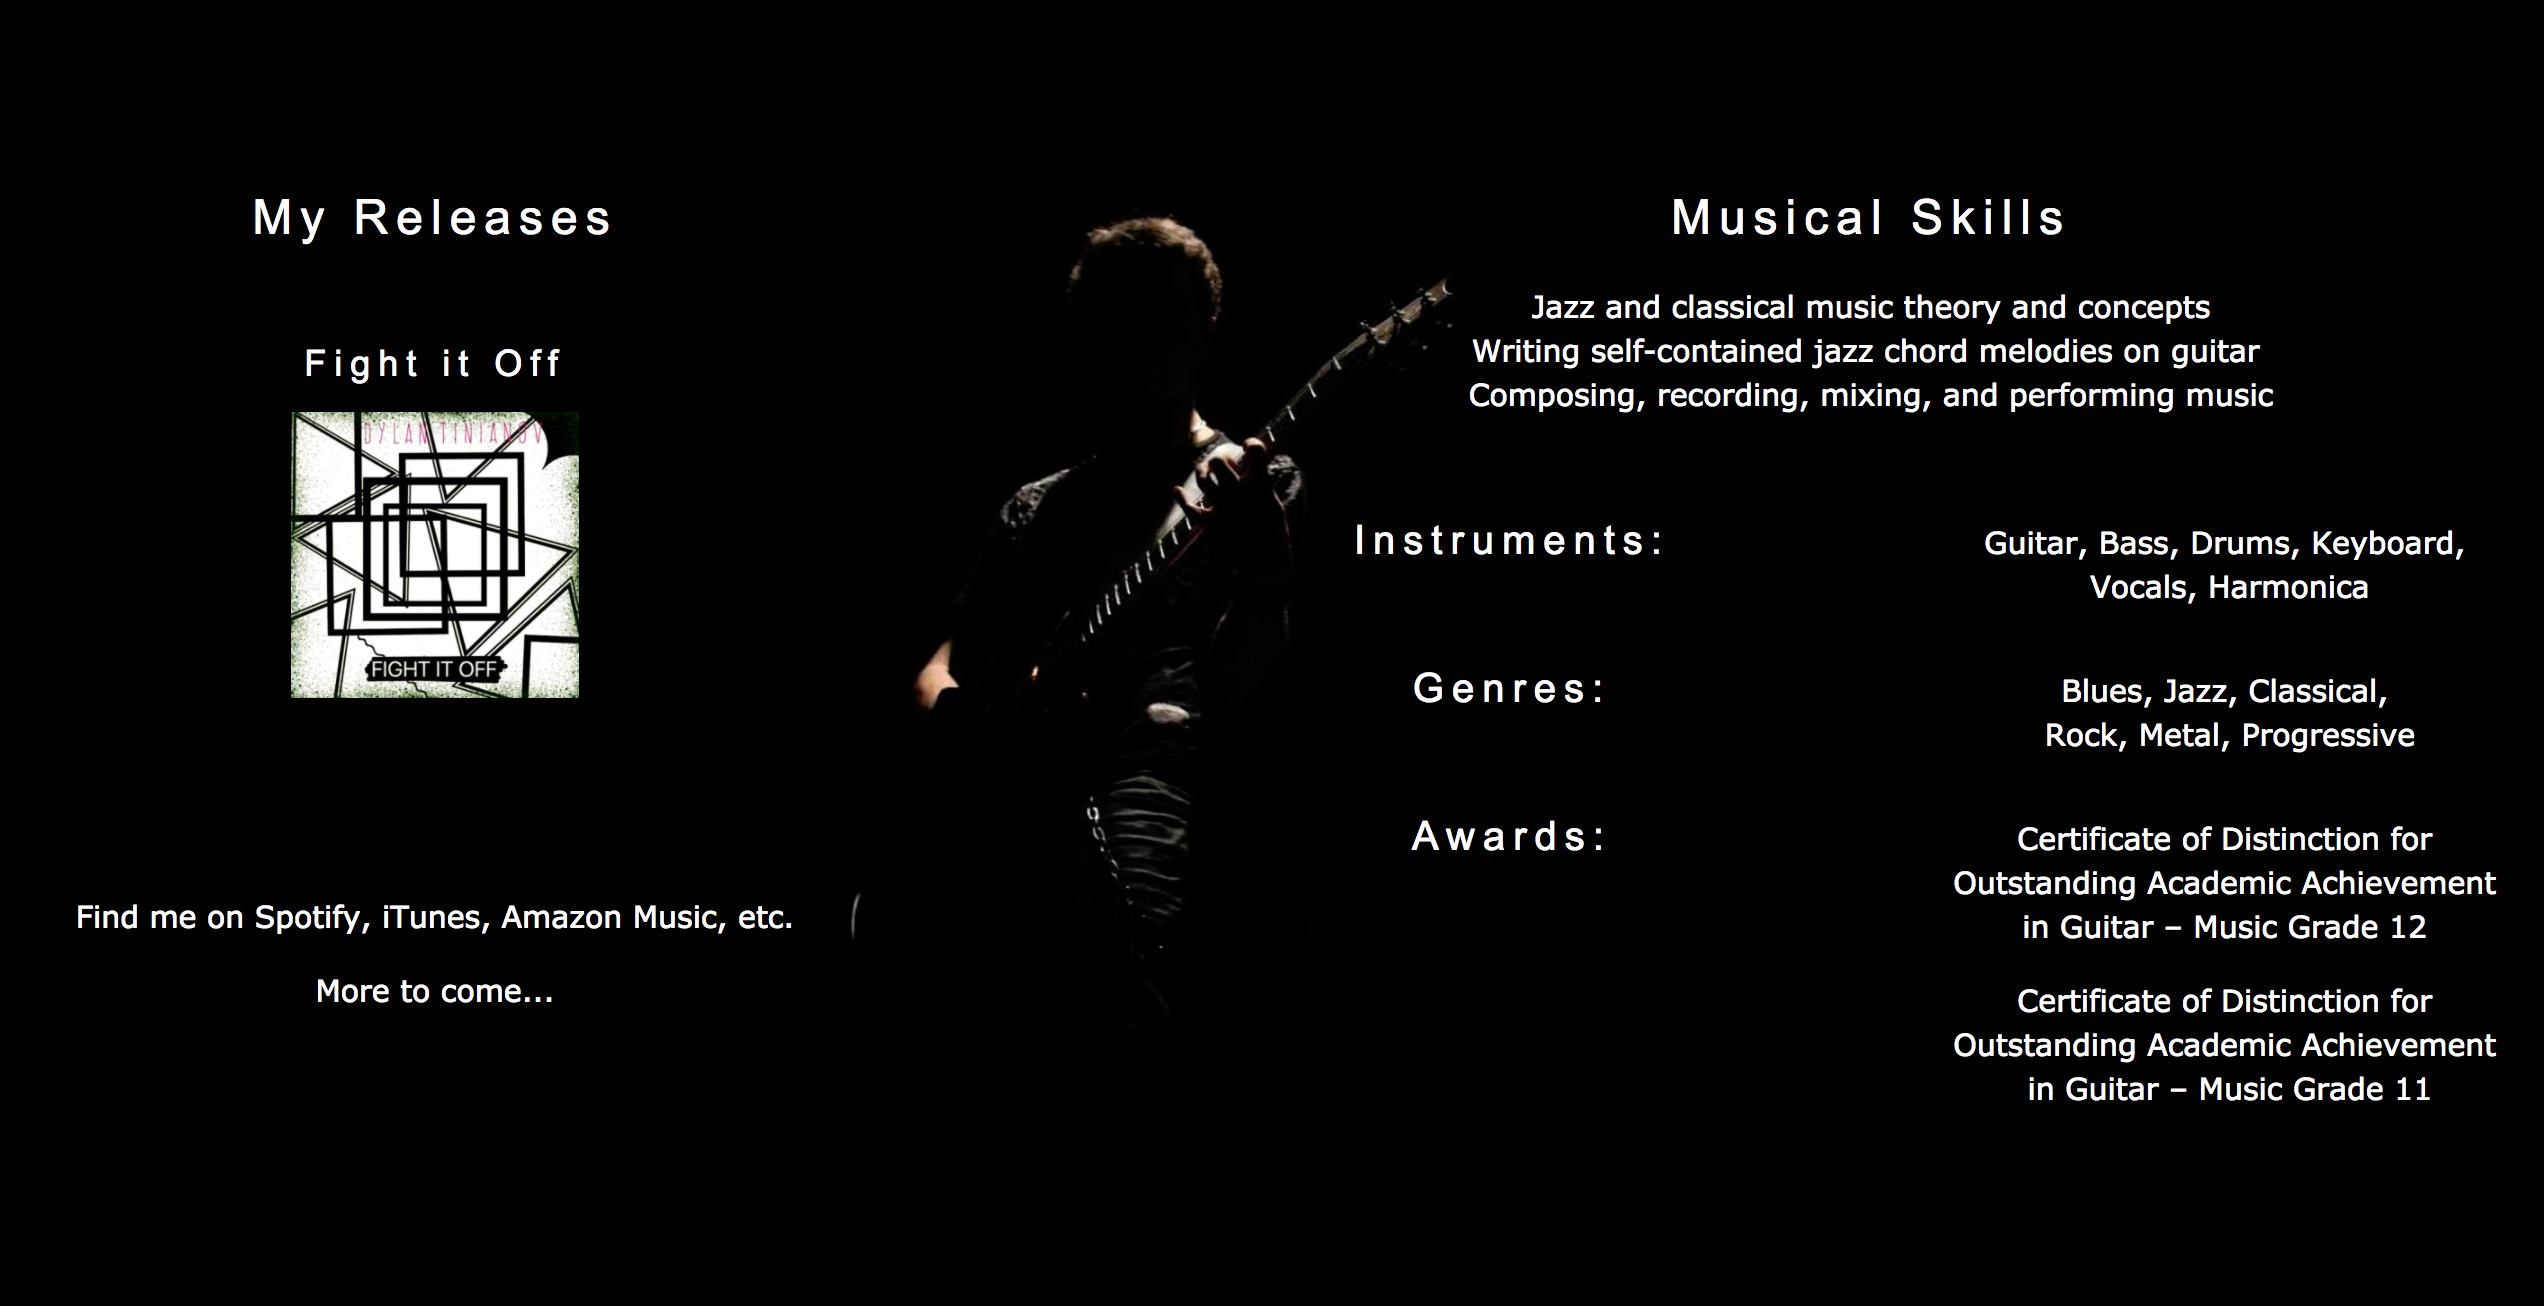 My Releases
Fight it Off
DYLAN TINIANOV
FIGHT IT OFF
Find me on Spotify, iTunes, Amazon Music, etc.
More to come...
Musical Skills
Jazz and classical music theory and concepts
Writing self-contained jazz chord melodies on guitar
Composing, recording, mixing, and performing music
Instruments:
Guitar, Bass, Drums, Keyboard,
Vocals, Harmonica
Genres:
Blues, Jazz, Classical,
Rock, Metal, Progressive
Awards:
Certificate of Distinction for
Outstanding Academic Achievement
in Guitar – Music Grade 12
Certificate of Distinction for
Outstanding Academic Achievement
in Guitar – Music Grade 11